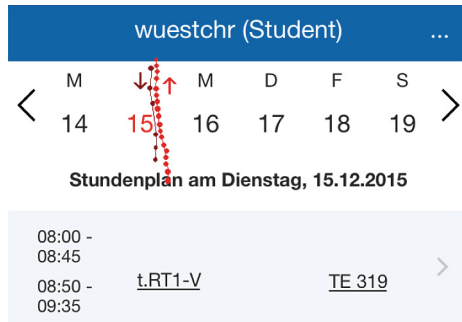 wuestchr (Student) ...
M M D F S
14 15 16 17 18 19
Stundenplan am Dienstag, 15.12.2015
08:00 -
08:45
08:50 -
09:35
t.RT1-V TE 319